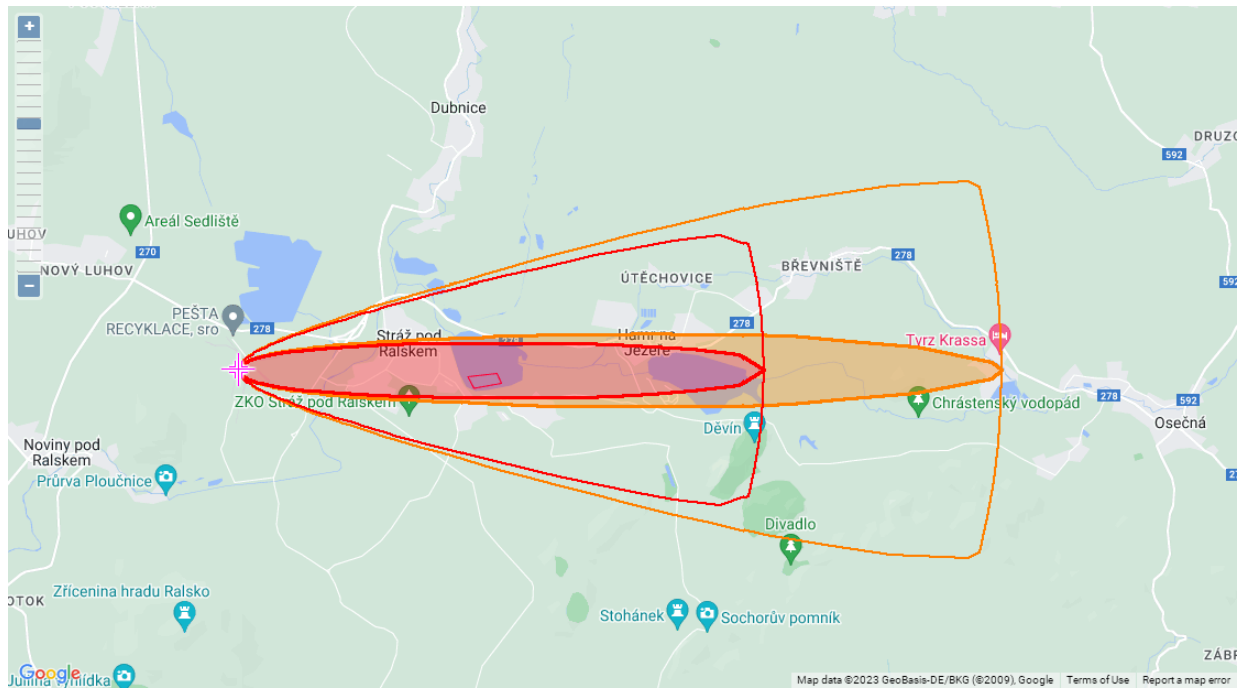 +
Dubnice
DRUZO
592
Areál Sedliště
270
NOVÝ LUHOV
−
PEŠTA
RECYKLACE, sro
278
ÚTĚCHOVICE
BŘEVNIŠTĚ
278
592
278
Stráž pod
Ralskem
Hamr na
Jezeře
Tyrz Krassa
ZKO Stráž pod Ralskem
Chrástenský vodopád
278
592
Osečná
Děvín
Noviny pod
Ralskem
Průrva Ploučnice
27
Divadlo
Zřícenina hradu Ralsko
OTOK
Stohánek
Sochorův pomník
ZÁBR
Google
Map data ©2023 GeoBasis-DE/BKG (©2009), Google
Terms of Use
Report a map error